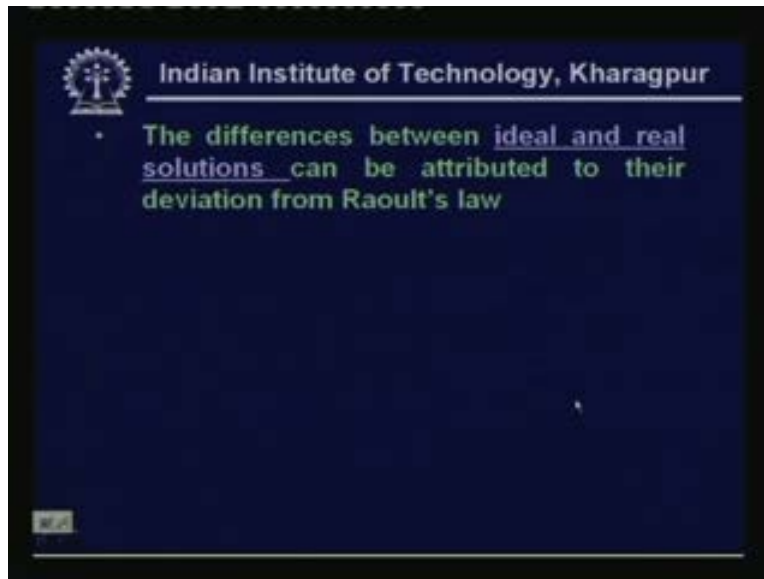 Indian Institute of Technology, Kharagpur
• The differences between ideal and real
solutions can be attributed to their
deviation from Raoult's law